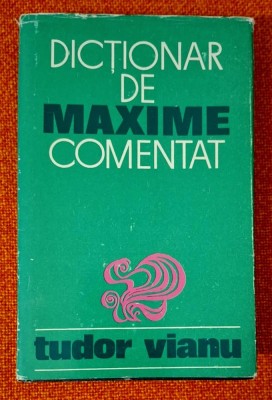 DICȚIONAR
DE
MAXIME
COMENTAT
tudor vianu